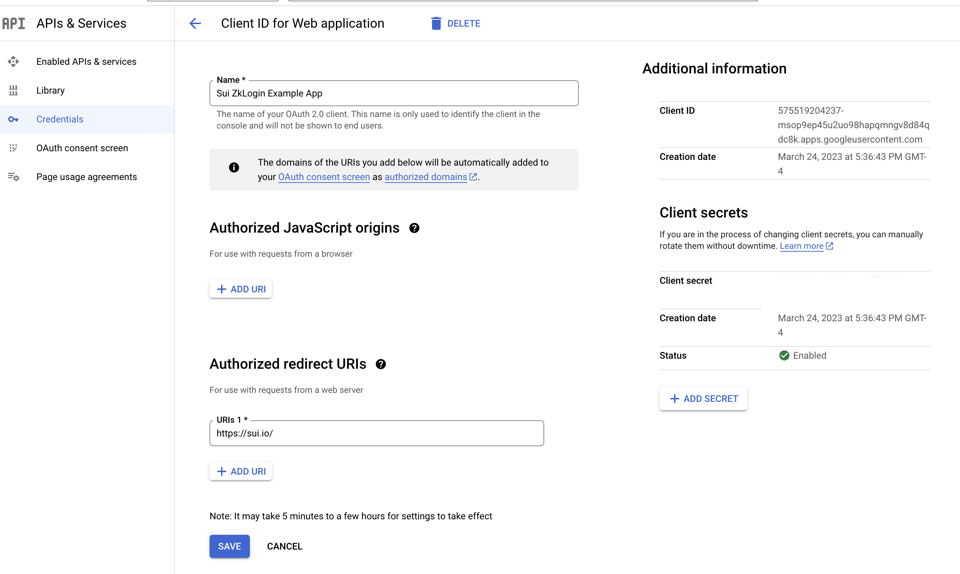 API APIs & Services
Enabled APIs & services
Library
Credentials
OAuth consent screen
Page usage agreements
Client ID for Web application
DELETE
Name *
Sui ZkLogin Example App
The name of your OAuth 2.0 client. This name is only used to identify the client in the
console and will not be shown to end users.
The domains of the URIs you add below will be automatically added to
your OAuth consent screen as authorized domains.
Authorized JavaScript origins
For use with requests from a browser
+ ADD URI
Authorized redirect URIs
For use with requests from a web server
URIs 1 *
https://sui.io/
+ ADD URI
Note: It may take 5 minutes to a few hours for settings to take effect
SAVE
CANCEL
Additional information
Client ID
575519204237-
msop9ep45u2uo98hapqmngv8d84q
dc8k.apps.googleusercontent.com
Creation date
March 24, 2023 at 5:36:43 PM GMT-
4
Client secrets
If you are in the process of changing client secrets, you can manually
rotate them without downtime. Learn more
Client secret
Creation date
March 24, 2023 at 5:36:43 PM GMT-
4
Status
Enabled
+ ADD SECRET